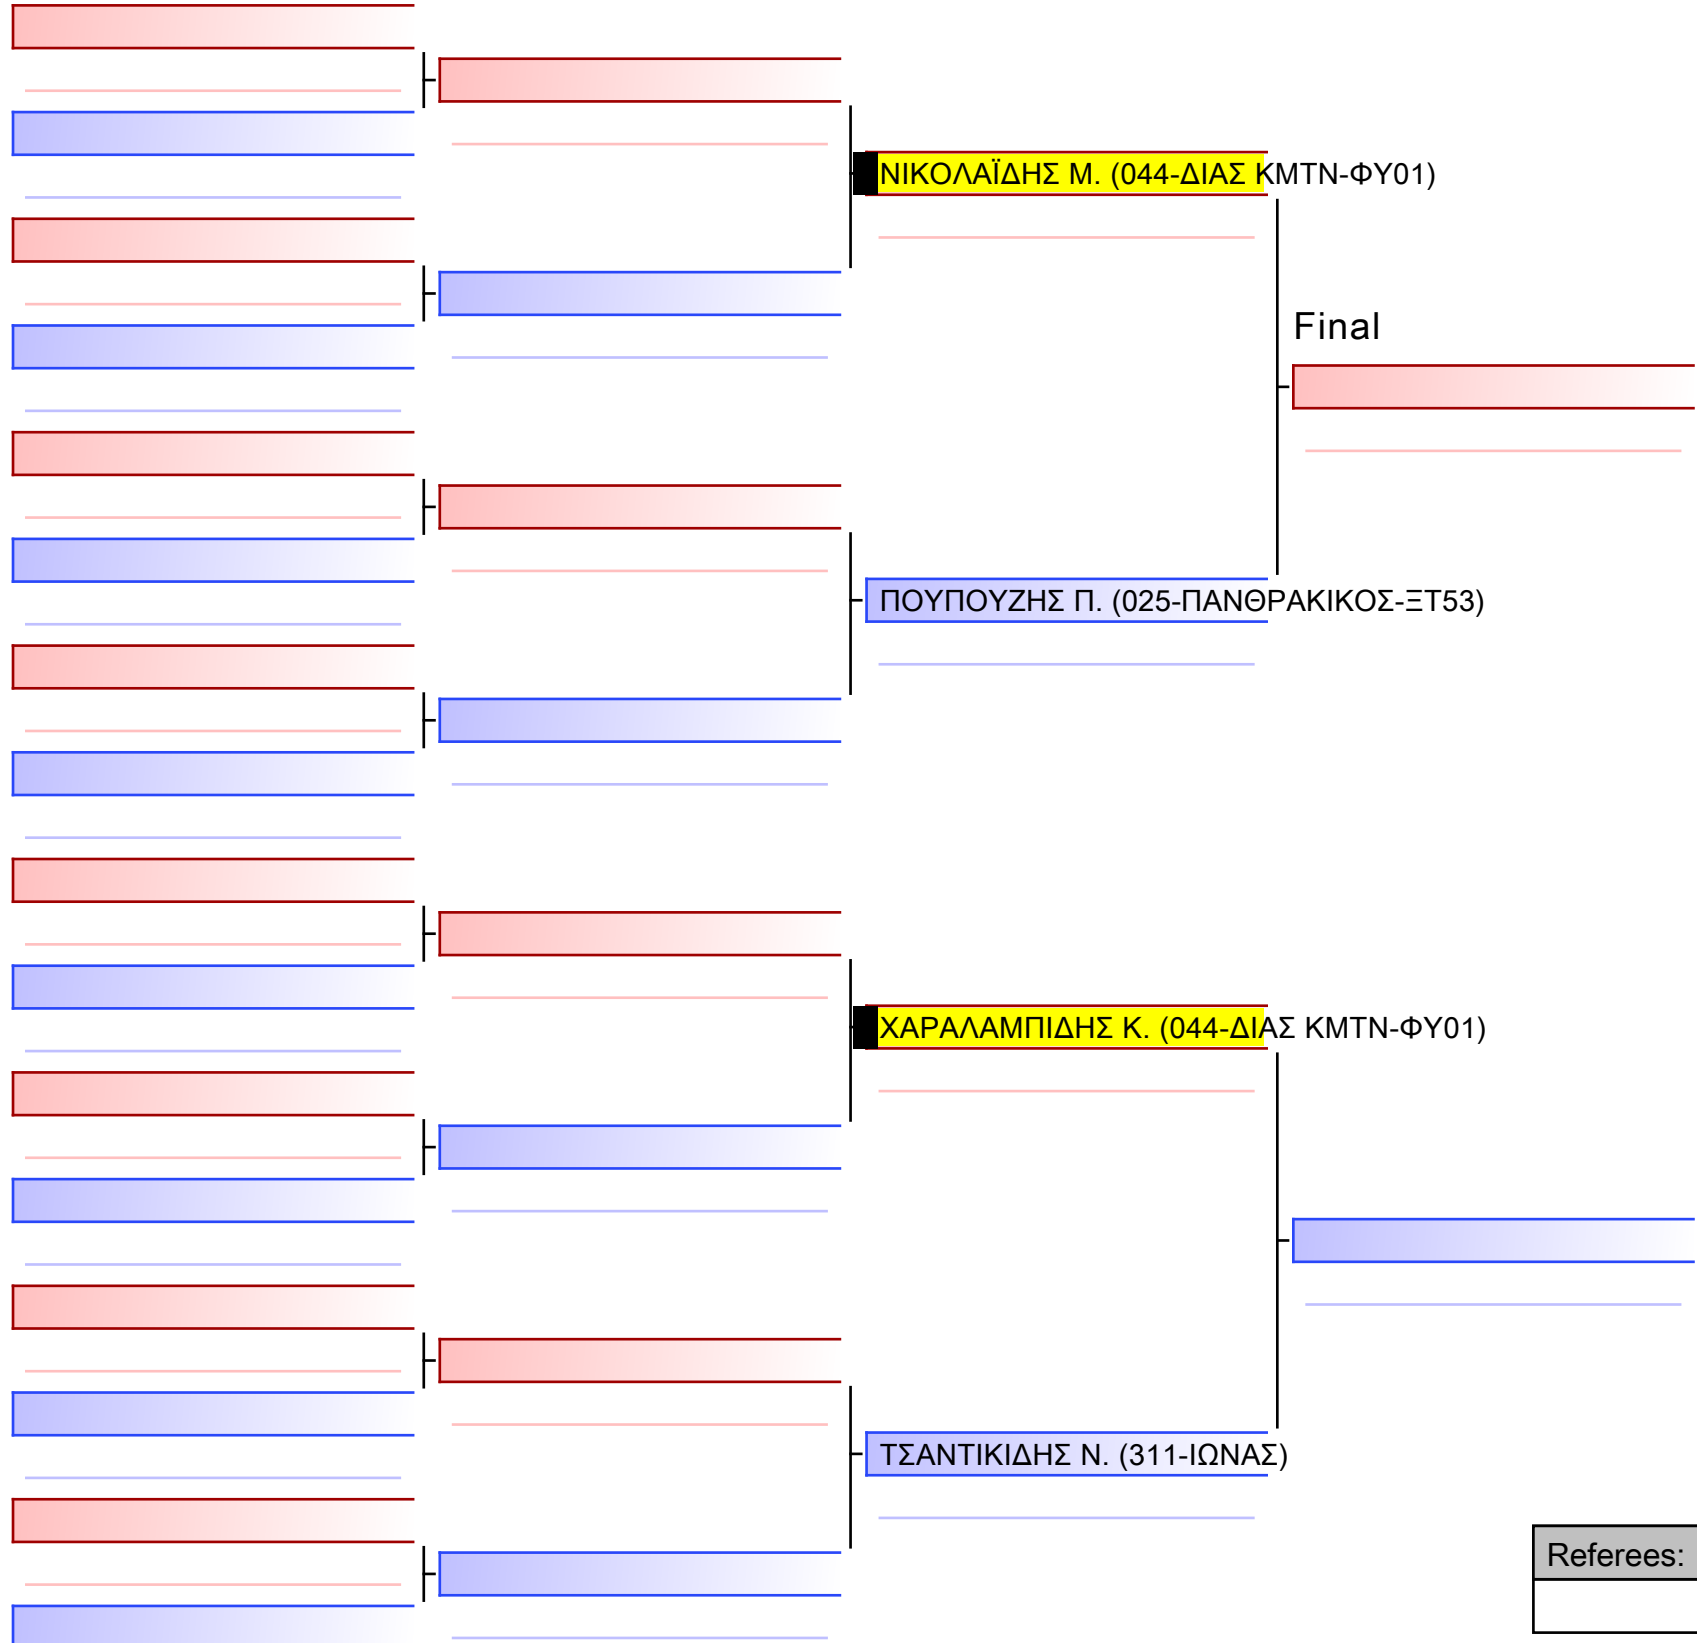 ΝΙΚΟΛΑΪΔΗΣ Μ. (044-ΔΙΑΣ ΚΜΤΝ-ΦΥ01)
Final
ΠΟΥΠΟΥΖΗΣ Π. (025-ΠΑΝΘΡΑΚΙΚΟΣ-ΞΤ53)
ΧΑΡΑΛΑΜΠΙΔΗΣ Κ. (044-ΔΙΑΣ ΚΜΤΝ-ΦΥ01)
ΤΣΑΝΤΙΚΙΔΗΣ Ν. (311-ΙΩΝΑΣ)
Referees: